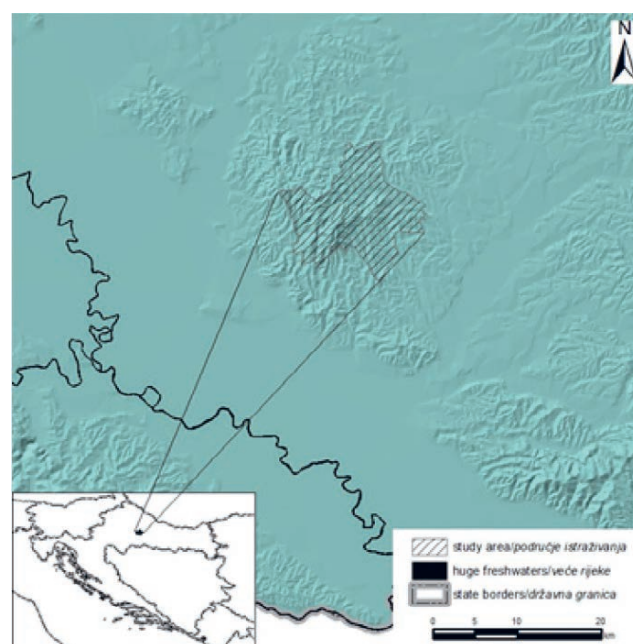 N
study area/područje istraživanja
huge freshwaters/veće rijeke
state borders/državna granica
0 5 10 20
km